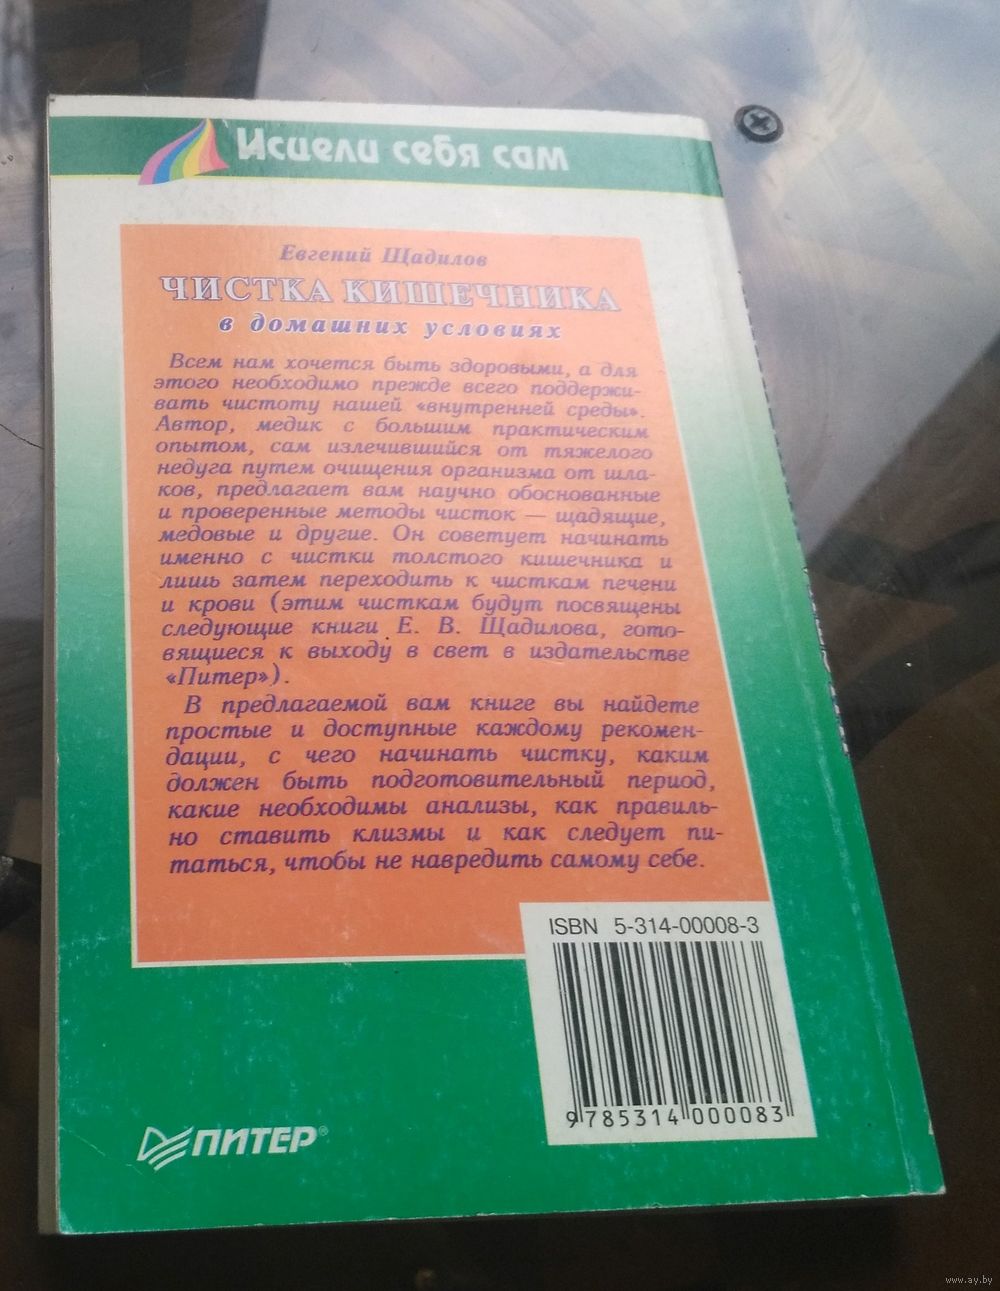 Исцели себя сам
Евгений Щадилов
ЧИСТКА КИШЕЧНИКА
в домашних условиях
Всем нам хочется быть здоровыми, а для
этого необходимо прежде всего поддержи-
вать чистоту нашей «внутренней среды».
Автор, медик с большим практическим
опытом, сам излечившийся от тяжелого
недуга путем очищения организма от шла-
ков, предлагает вам научно обоснованные
и проверенные методы чисток — щадящие,
медовые и другие. Он советует начинать
именно с чистки толстого кишечника и
лишь затем переходить к чисткам печени
и крови (этим чисткам будут посвящены
следующие книги Е. В. Щадилова, гото-
вящиеся к выходу в свет в издательстве
«Питер»).
В предлагаемой вам книге вы найдете
простые и доступные каждому рекомен-
дации, с чего начинать чистку, каким
должен быть подготовительный период,
какие необходимы анализы, как правиль-
но ставить клизмы и как следует пи-
таться, чтобы не навредить самому себе.
ISBN 5-314-00008-3
9 785314 000083
ПИТЕР®
www.ay.by